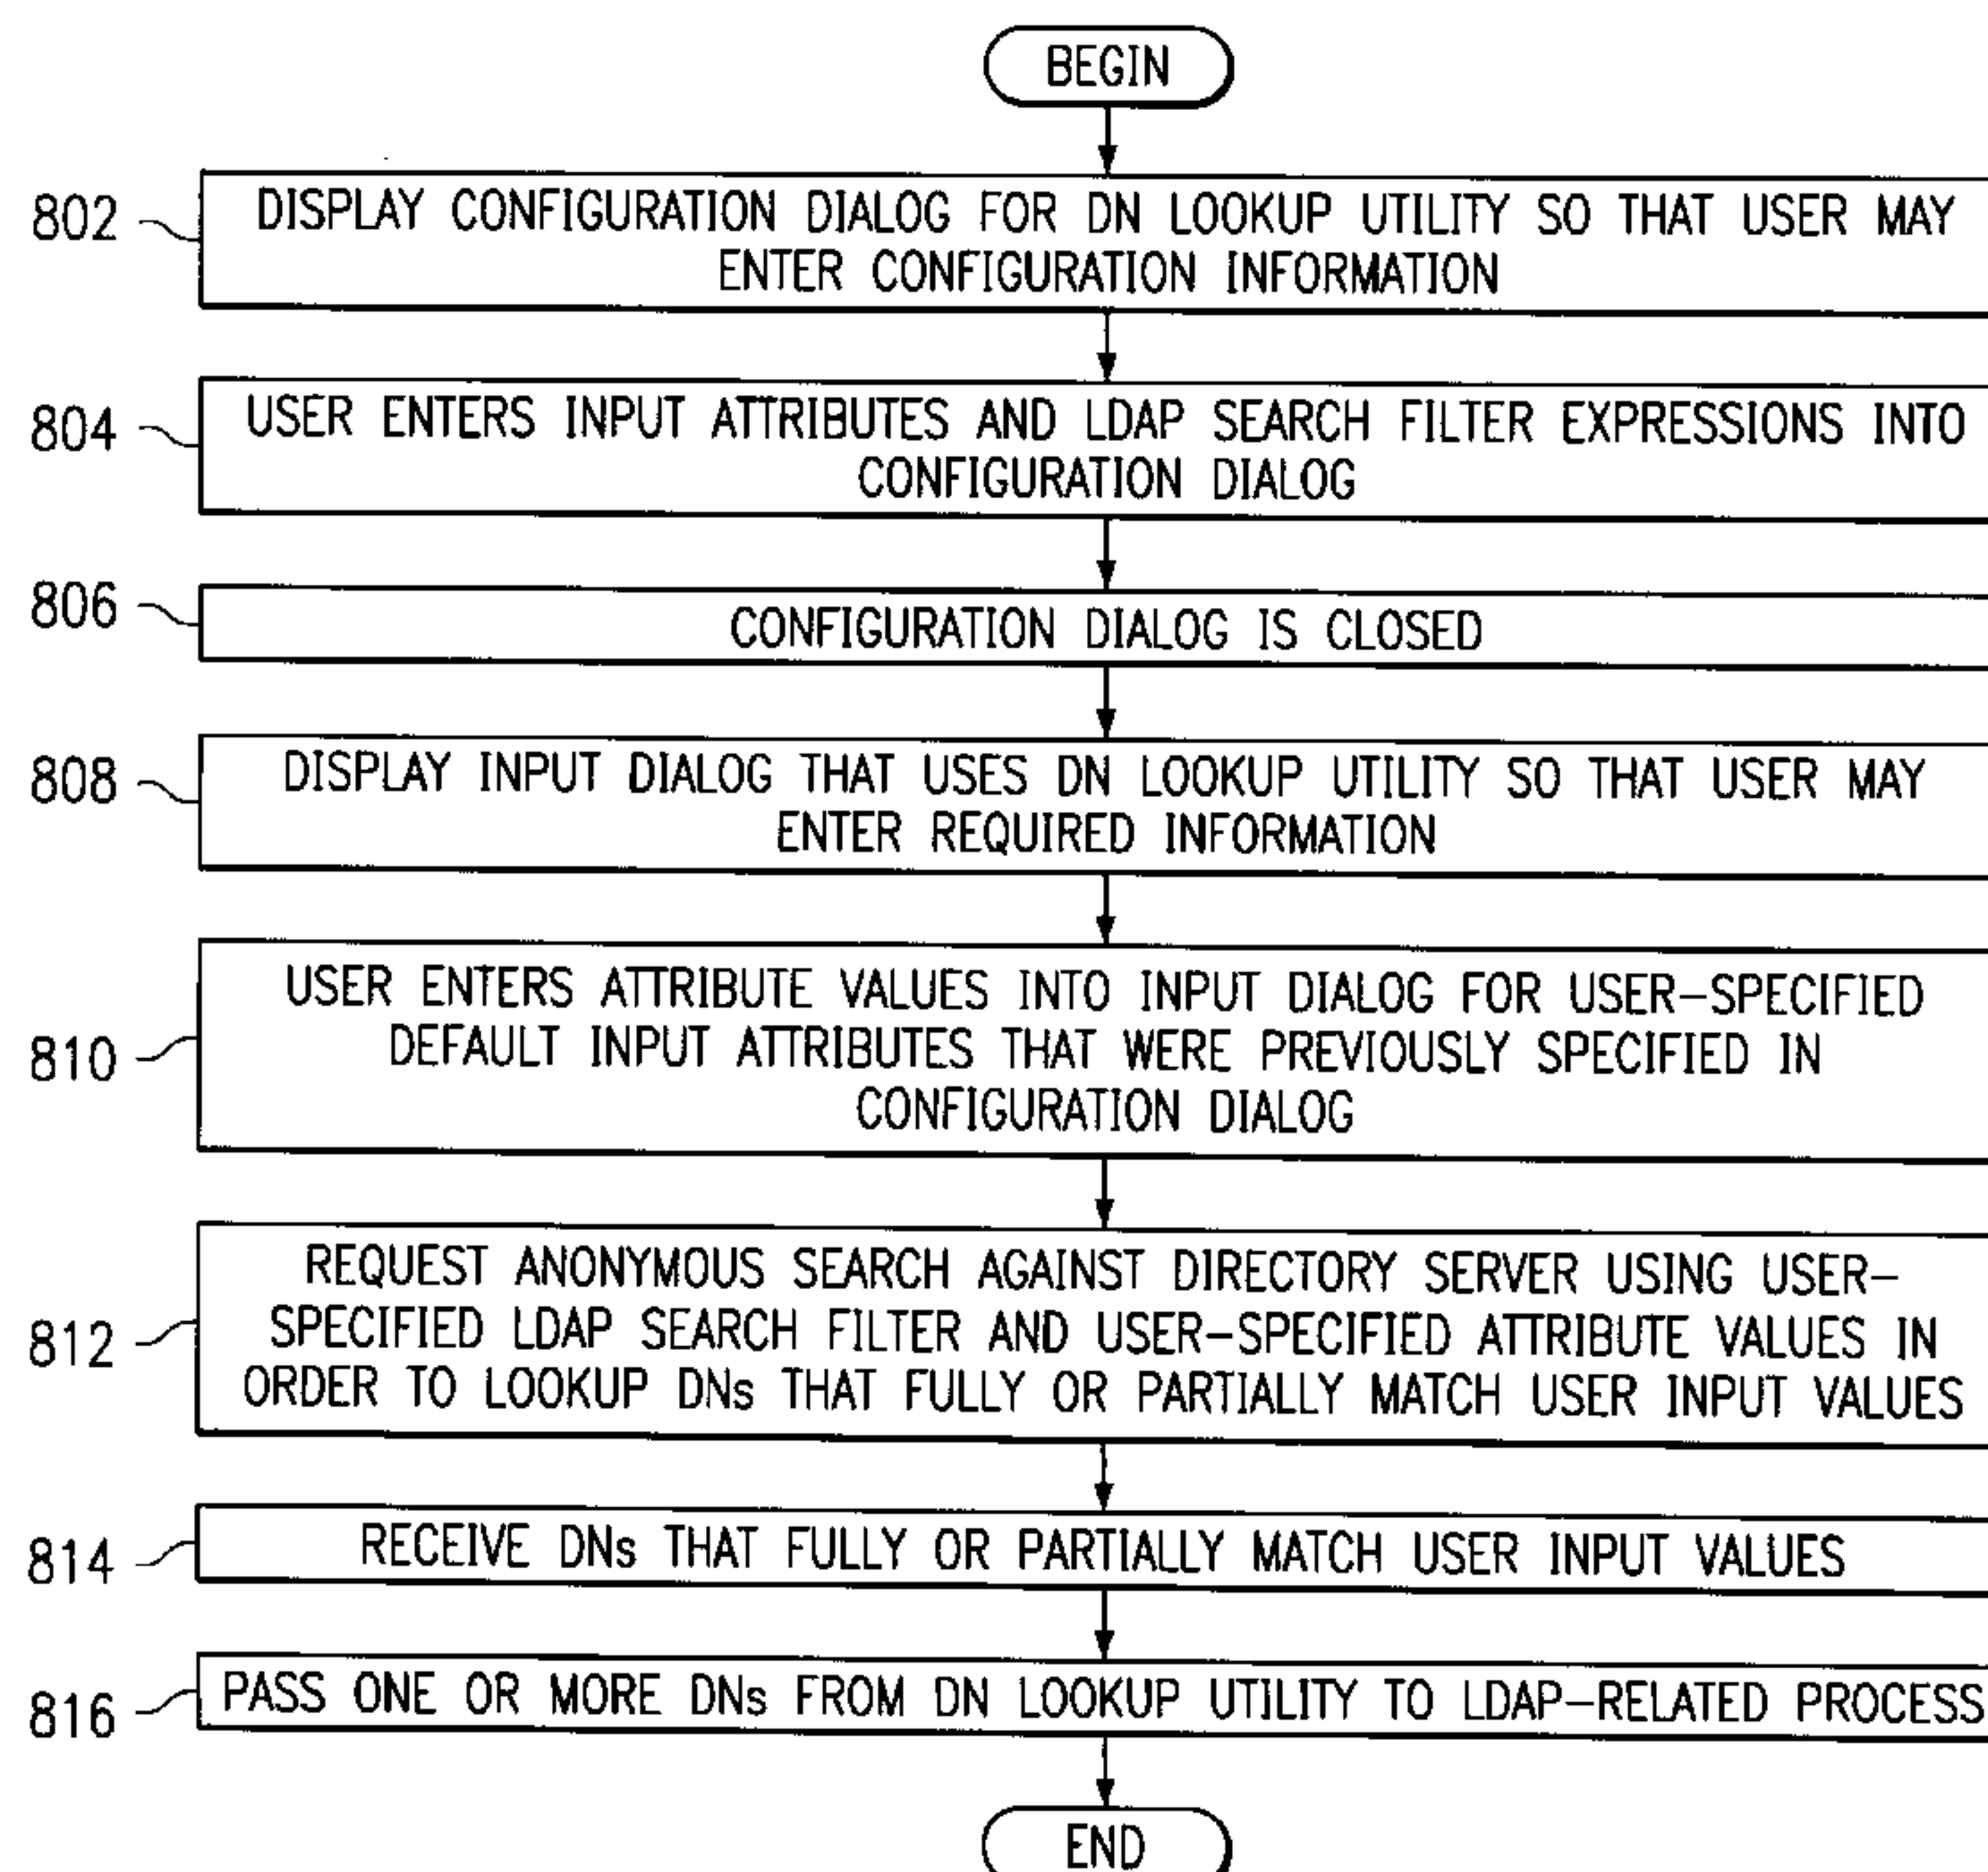 BEGIN
802
DISPLAY CONFIGURATION DIALOG FOR DN LOOKUP UTILITY SO THAT USER MAY
ENTER CONFIGURATION INFORMATION
804
USER ENTERS INPUT ATTRIBUTES AND LDAP SEARCH FILTER EXPRESSIONS INTO
CONFIGURATION DIALOG
806
CONFIGURATION DIALOG IS CLOSED
808
DISPLAY INPUT DIALOG THAT USES DN LOOKUP UTILITY SO THAT USER MAY
ENTER REQUIRED INFORMATION
810
USER ENTERS ATTRIBUTE VALUES INTO INPUT DIALOG FOR USER-SPECIFIED
DEFAULT INPUT ATTRIBUTES THAT WERE PREVIOUSLY SPECIFIED IN
CONFIGURATION DIALOG
812
REQUEST ANONYMOUS SEARCH AGAINST DIRECTORY SERVER USING USER-
SPECIFIED LDAP SEARCH FILTER AND USER-SPECIFIED ATTRIBUTE VALUES IN
ORDER TO LOOKUP DNs THAT FULLY OR PARTIALLY MATCH USER INPUT VALUES
814
RECEIVE DNs THAT FULLY OR PARTIALLY MATCH USER INPUT VALUES
816
PASS ONE OR MORE DNs FROM DN LOOKUP UTILITY TO LDAP-RELATED PROCESS
END